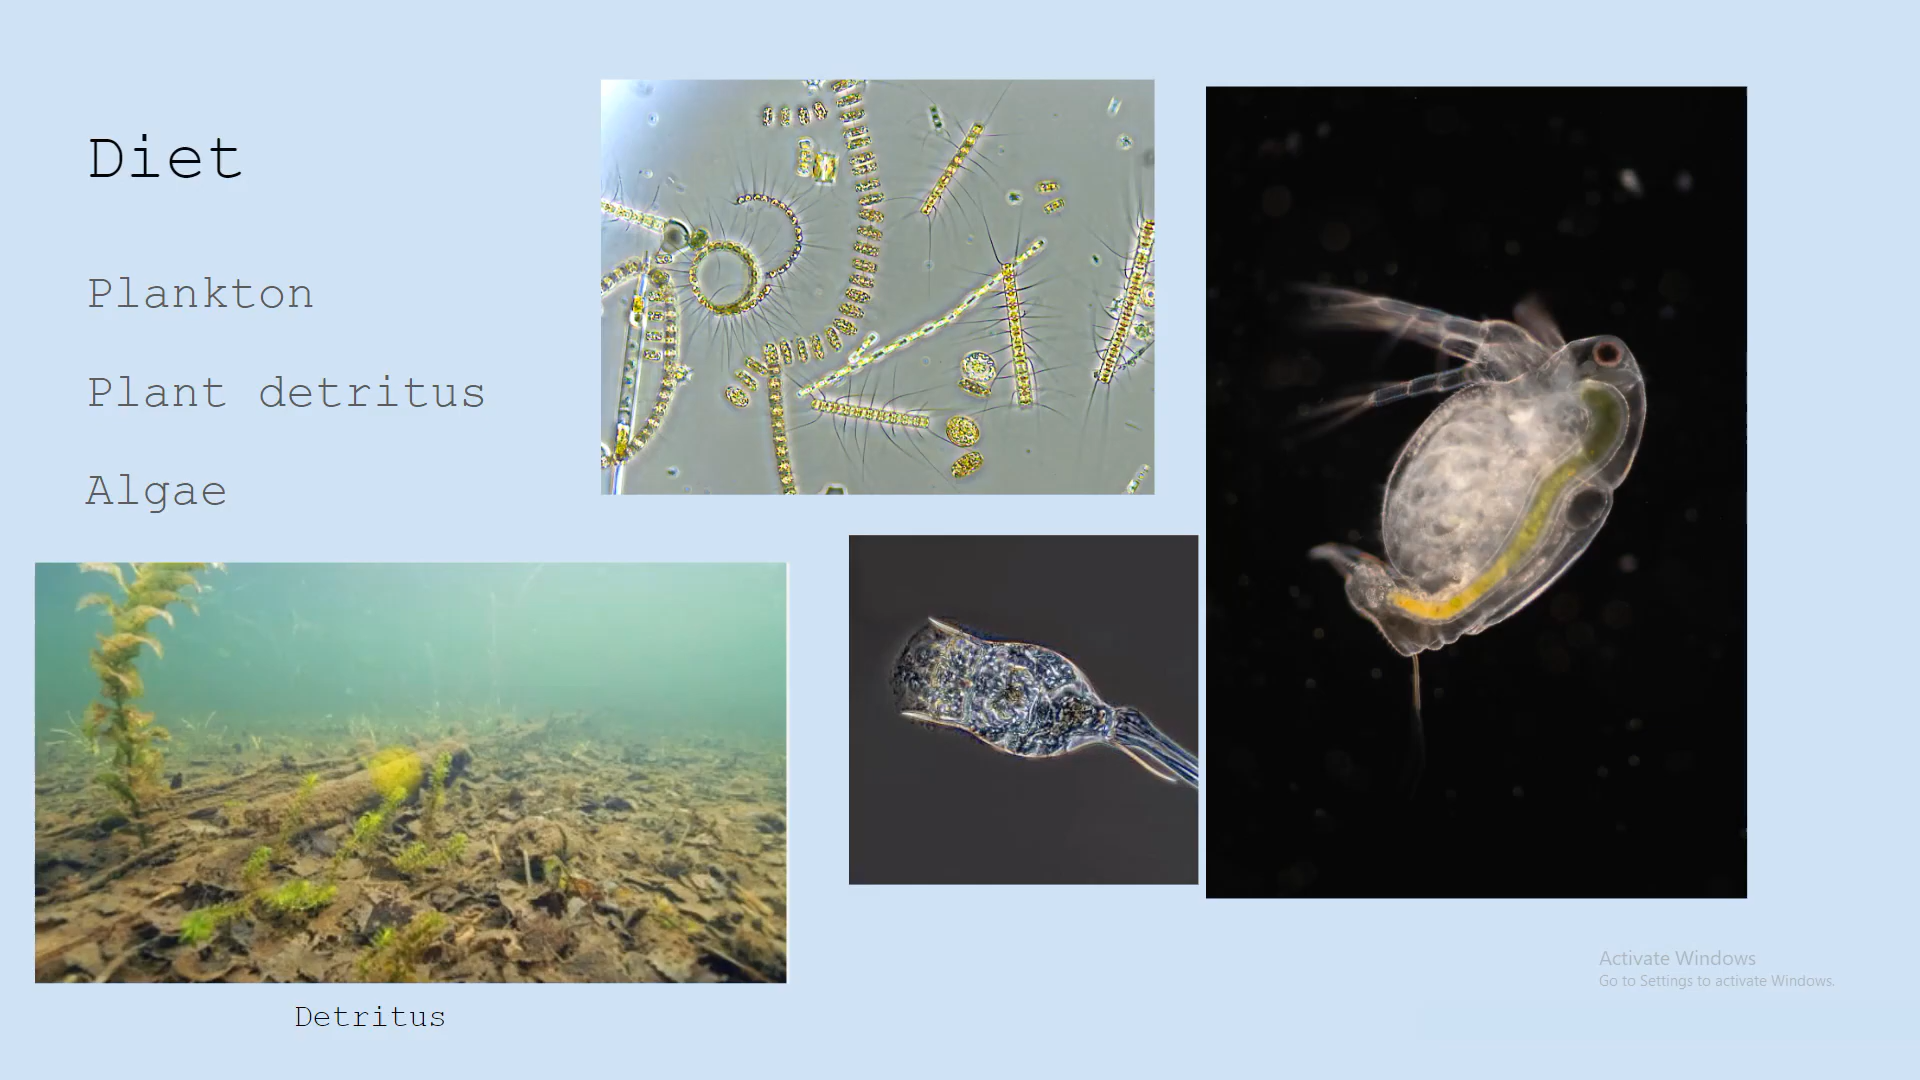 Diet
Plankton
Plant detritus
Algae
Detritus
Activate Windows
Go to Settings to activate Windows.